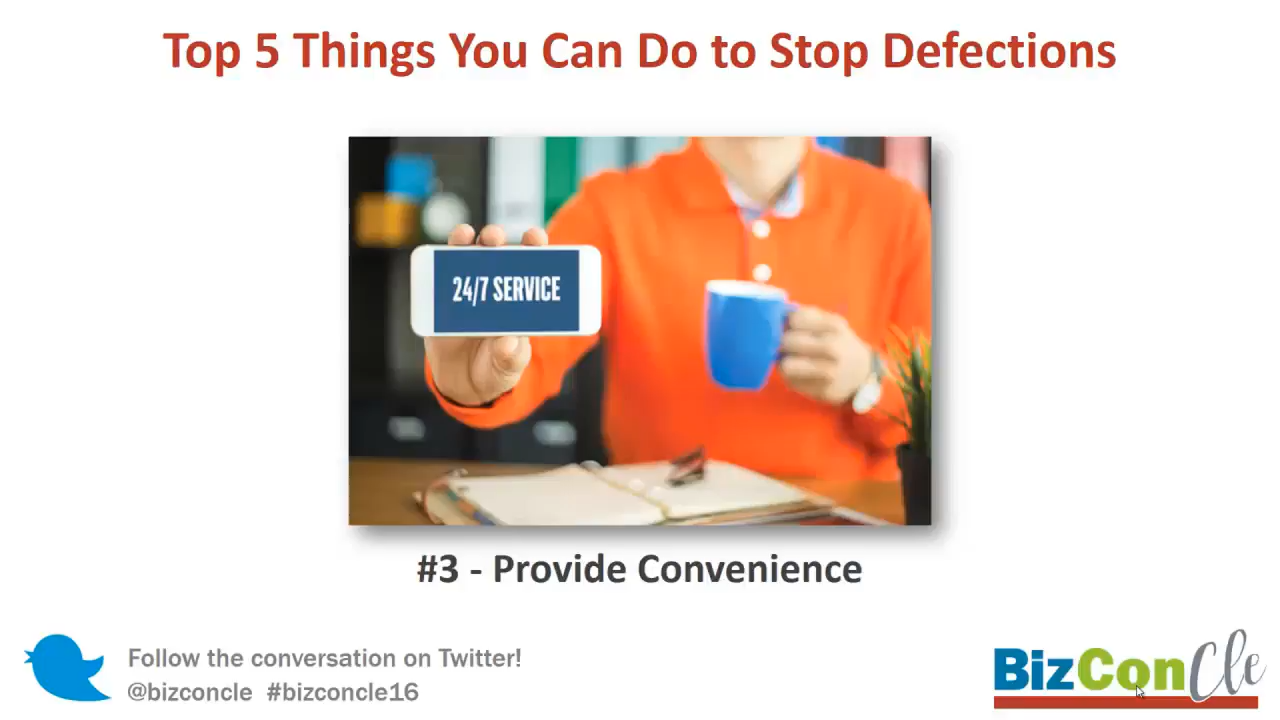 Top 5 Things You Can Do to Stop Defections
24/7 SERVICE
#3 - Provide Convenience
Follow the conversation on Twitter!
@bizconcle #bizconcle16
BizConCle